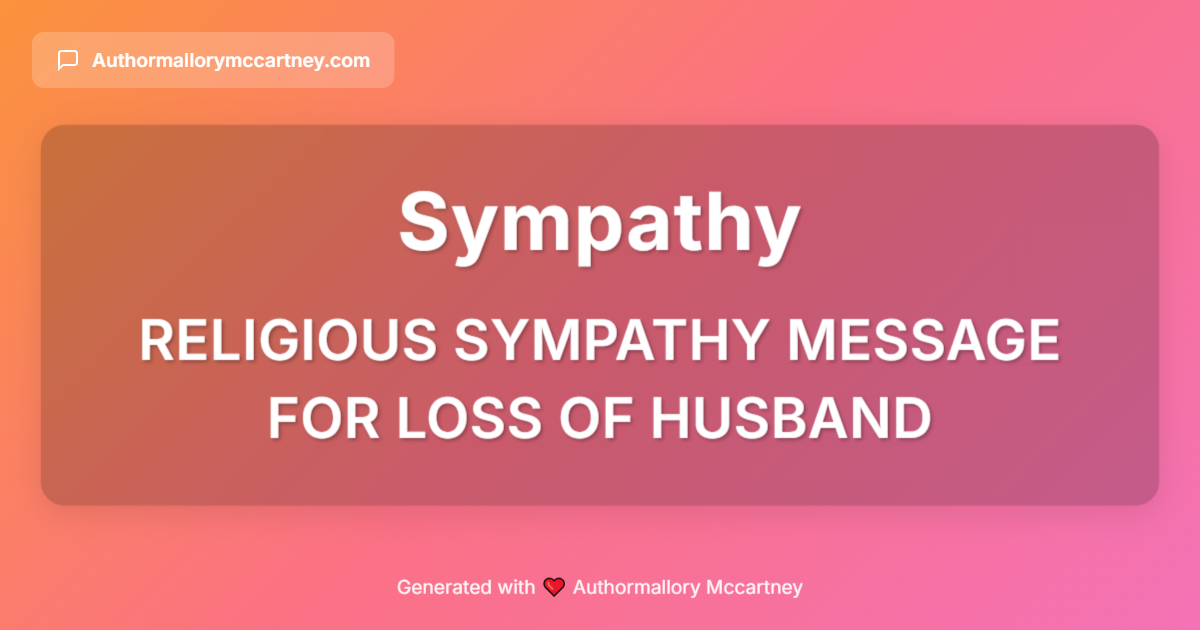 Authormallorymccartney.com
Sympathy
RELIGIOUS SYMPATHY MESSAGE
FOR LOSS OF HUSBAND
Generated with ❤️ Authormallory Mccartney